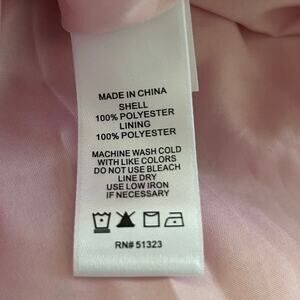 MADE IN CHINA
SHELL
100% POLYESTER
LINING
100% POLYESTER
MACHINE WASH COLD
WITH LIKE COLORS
DO NOT USE BLEACH
LINE DRY
USE LOW IRON
IF NECESSARY
RN# 51323